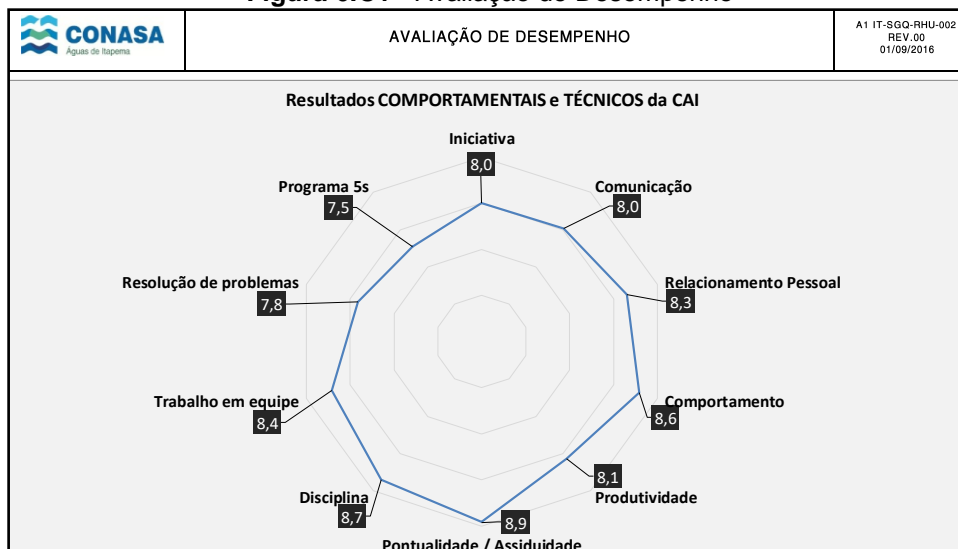 CONASA
Águas de Itapema
AVALIAÇÃO DE DESEMPENHO
A1 IT-SGQ-RHU-002
REV.00
01/09/2016
Resultados COMPORTAMENTAIS e TÉCNICOS da CAI
Iniciativa
8,0
Comunicação
8,0
Relacionamento Pessoal
8,3
Comportamento
8,6
8,1
Produtividade
8,9
Pontualidade / Assiduidade
Disciplina
8,7
Trabalho em equipe
8,4
Resolução de problemas
7,8
Programa 5s
7,5